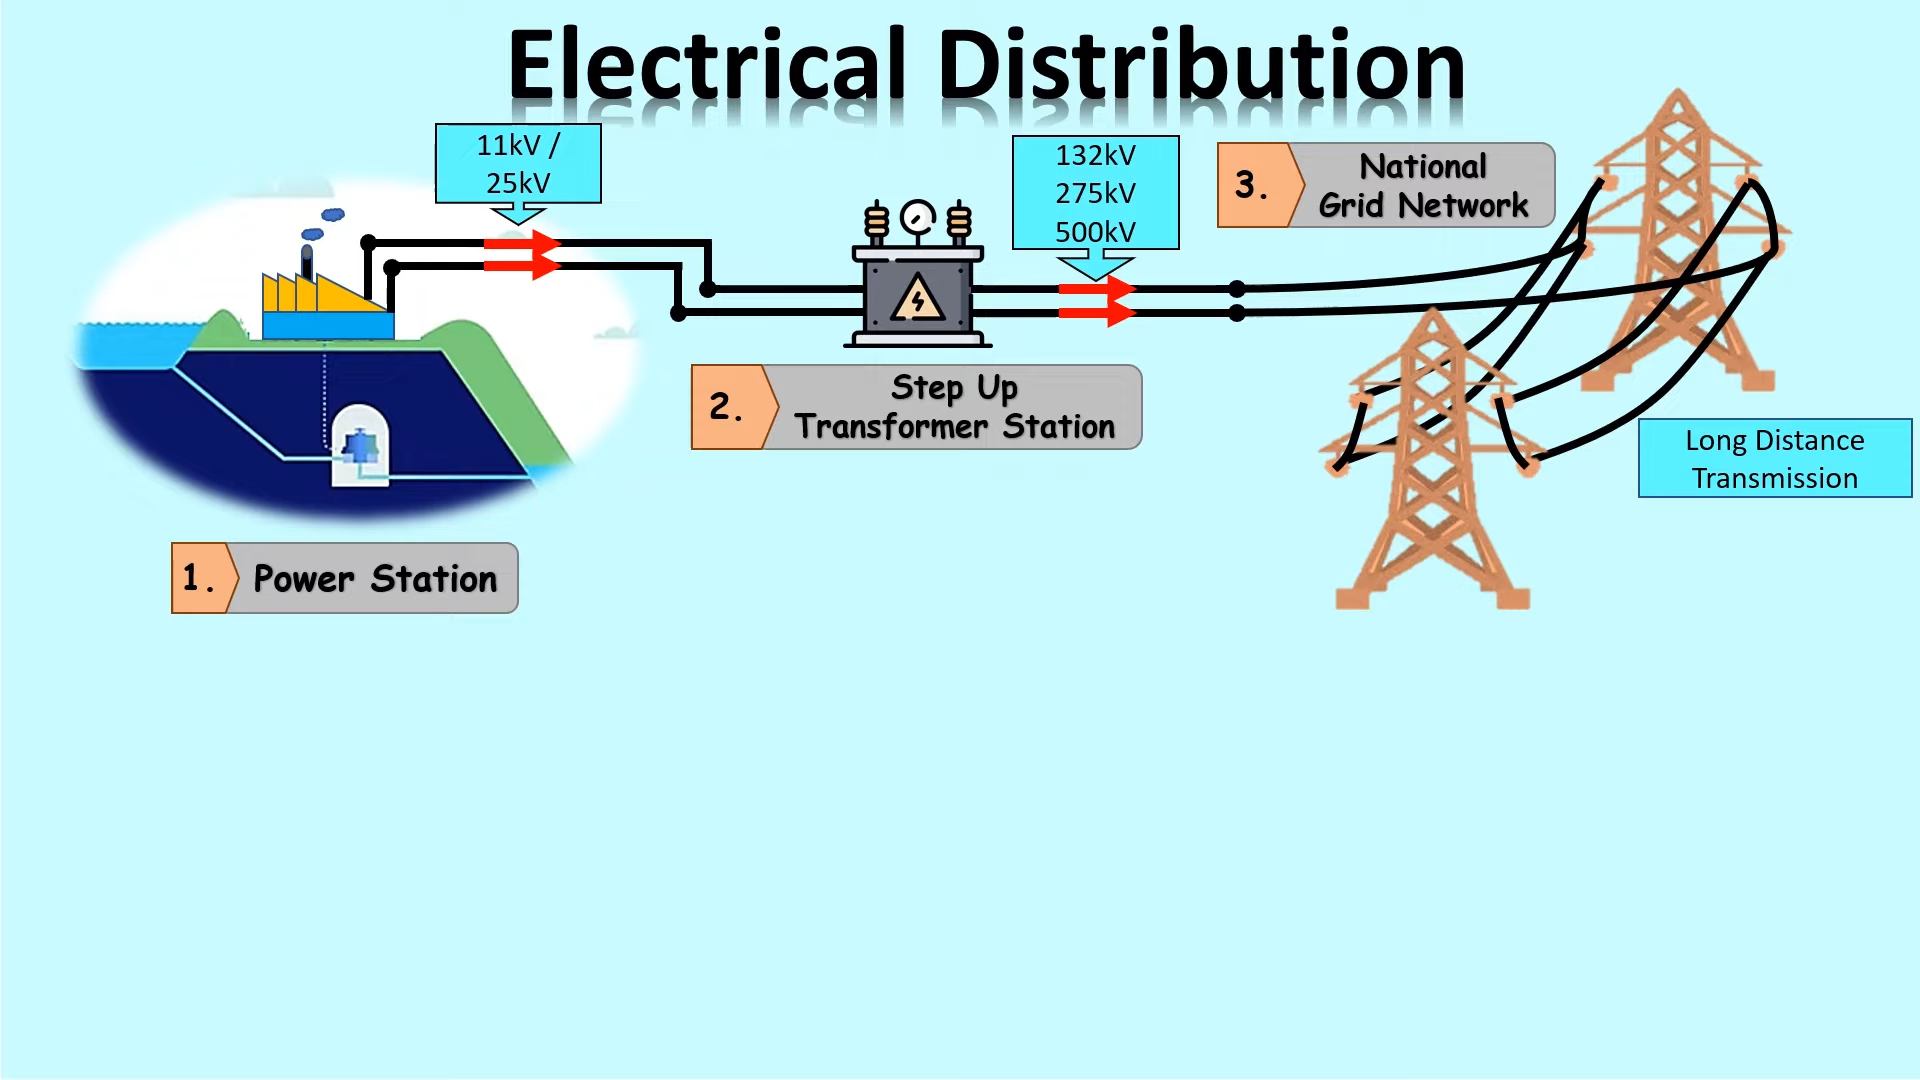 Electrical Distribution
11kV /
25kV
132kV
275kV
500kV
3.
National
Grid Network
2.
Step Up
Transformer Station
Long Distance
Transmission
1.
Power Station